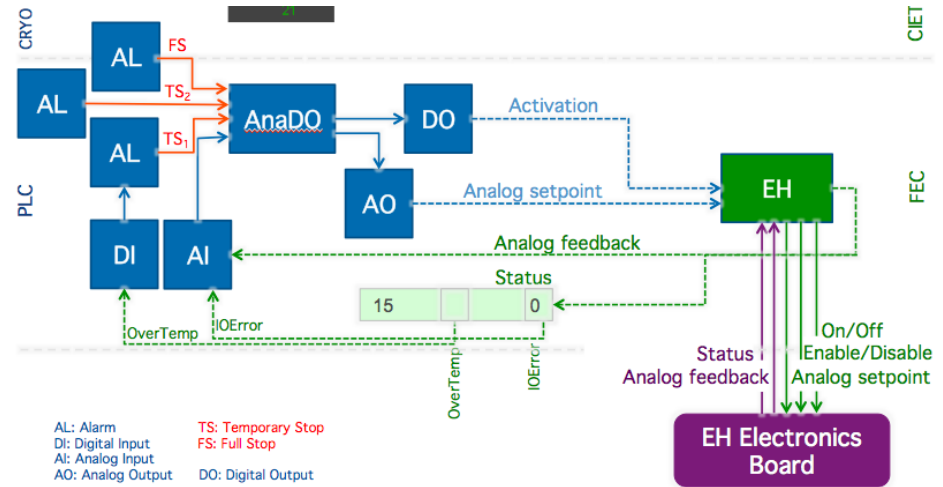 21
CRYO
CIET
AL
FS
AL
TS2
AnaDO
DO
Activation
AL
TS1
PLC
FEC
AO
Analog setpoint
EH
DI
AI
Analog feedback
Status
15
0
OverTemp
IOError
OverTemp
IOError
On/Off
Status
Enable/Disable
Analog feedback
Analog setpoint
EH Electronics
Board
AL: Alarm
TS: Temporary Stop
DI: Digital Input
FS: Full Stop
AI: Analog Input
AO: Analog Output
DO: Digital Output